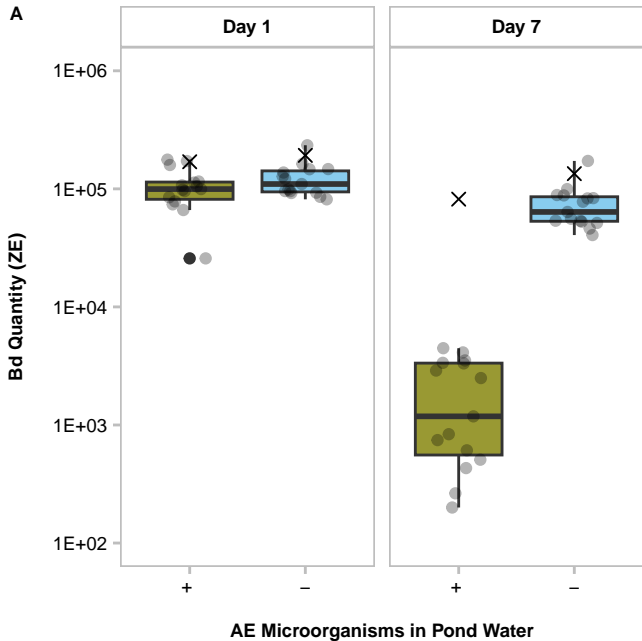 A
Day 1
Day 7
Bd Quantity (ZE)
1E+06
1E+05
1E+04
1E+03
1E+02
+
−
+
−
AE Microorganisms in Pond Water